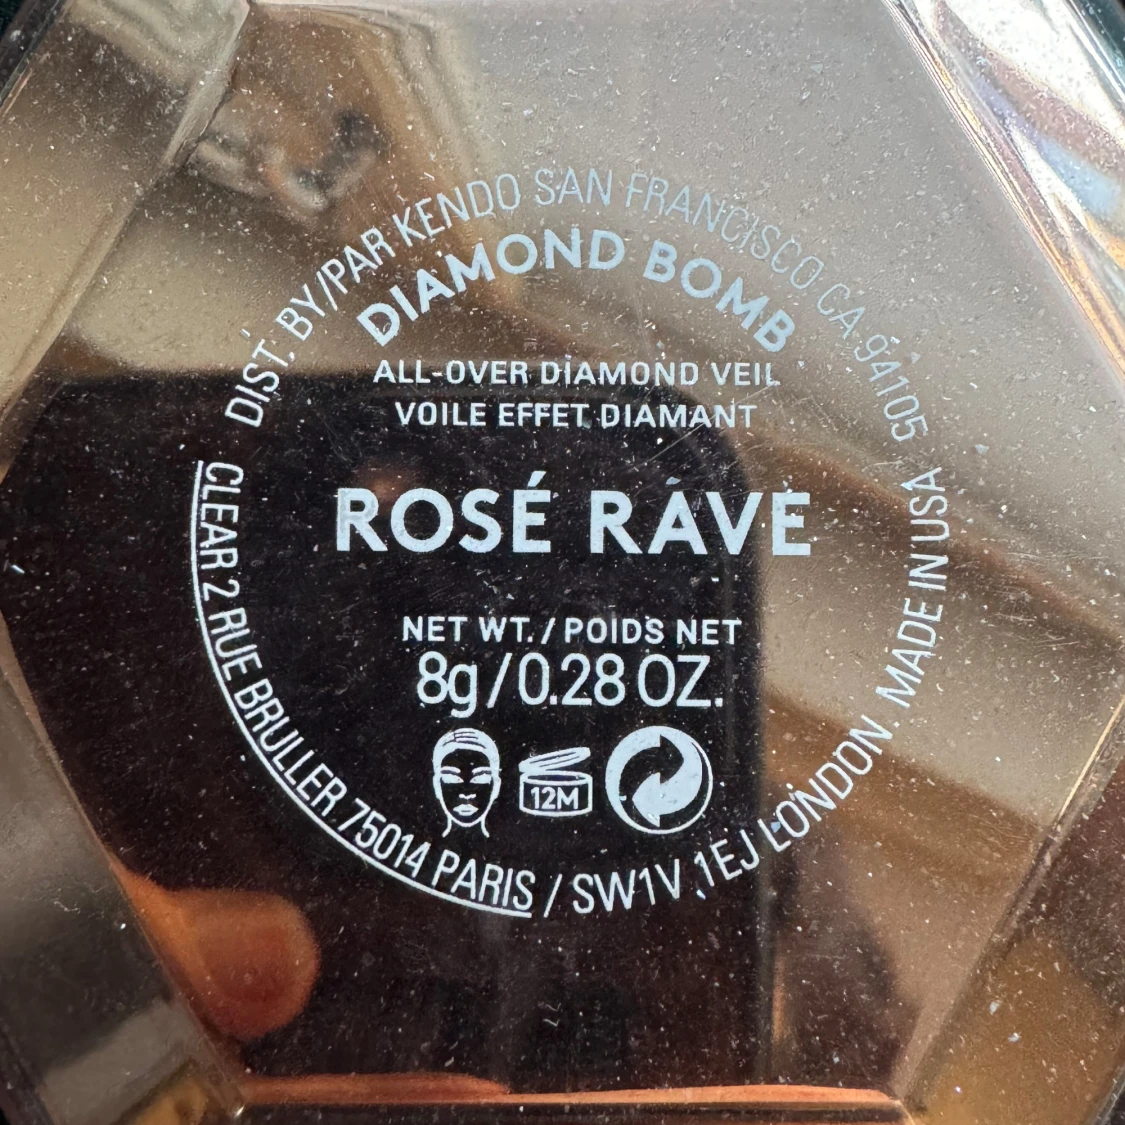 DIST. BY/PAR KENDO SAN FRANCISCO CA 94105
DIAMOND BOMB
ALL-OVER DIAMOND VEIL
VOILE EFFET DIAMANT
ROSÉ RAVE
NET WT./POIDS NET
8g/0.28 OZ.
12M
CLEAR 2 RUE BRULLER 75014 PARIS / SW1V 1EJ LONDON. MADE IN USA